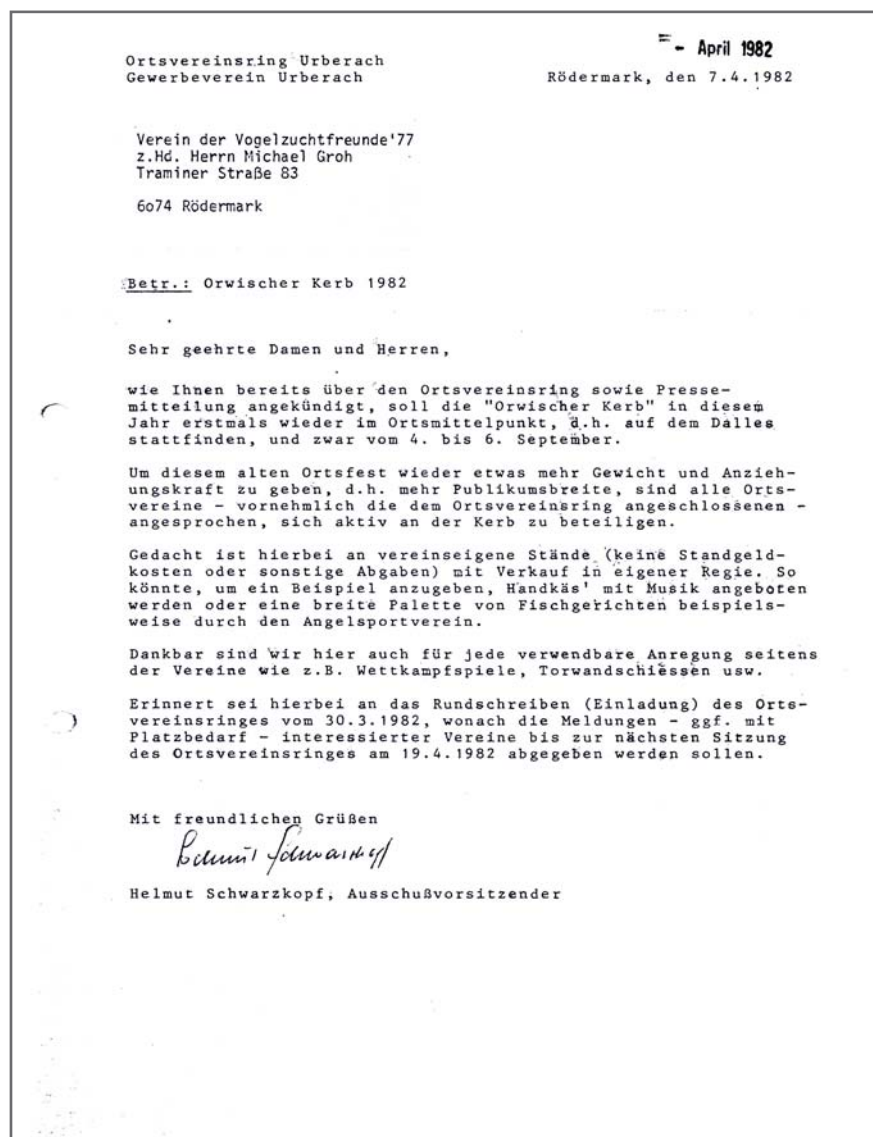 - April 1982
Ortsvereinsring Urberach
Gewerbeverein Urberach
Rödermark, den 7.4.1982
Verein der Vogelzuchtfreunde'77
z.Hd. Herrn Michael Groh
Traminer Straße 83
6o74 Rödermark
Betr.: Orwischer Kerb 1982
Sehr geehrte Damen und Herren,
wie Ihnen bereits über den Ortsvereinsring sowie Presse-
mitteilung angekündigt, soll die "Orwischer Kerb" in diesem
Jahr erstmals wieder im Ortsmittelpunkt, d.h. auf dem Dalles
stattfinden, und zwar vom 4. bis 6. September.
Um diesem alten Ortsfest wieder etwas mehr Gewicht und Anzieh-
ungskraft zu geben, d.h. mehr Publikumsbreite, sind alle Orts-
vereine - vornehmlich die dem Ortsvereinsring angeschlossenen -
angesprochen, sich aktiv an der Kerb zu beteiligen.
Gedacht ist hierbei an vereinseigene Stände (keine Standgeld-
kosten oder sonstige Abgaben) mit Verkauf in eigener Regie. So
könnte, um ein Beispiel anzugeben, Handkäs' mit Musik angeboten
werden oder eine breite Palette von Fischgerichten beispiels-
weise durch den Angelsportverein.
Dankbar sind wir hier auch für jede verwendbare Anregung seitens
der Vereine wie z.B. Wettkampfspiele, Torwandschiessen usw.
Erinnert sei hierbei an das Rundschreiben (Einladung) des Orts-
vereinsringes vom 30.3.1982, wonach die Meldungen - ggf. mit
Platzbedarf - interessierter Vereine bis zur nächsten Sitzung
des Ortsvereinsringes am 19.4.1982 abgegeben werden sollen.
Mit freundlichen Grüßen
Helmut Schwarzkopf
Helmut Schwarzkopf, Ausschußvorsitzender